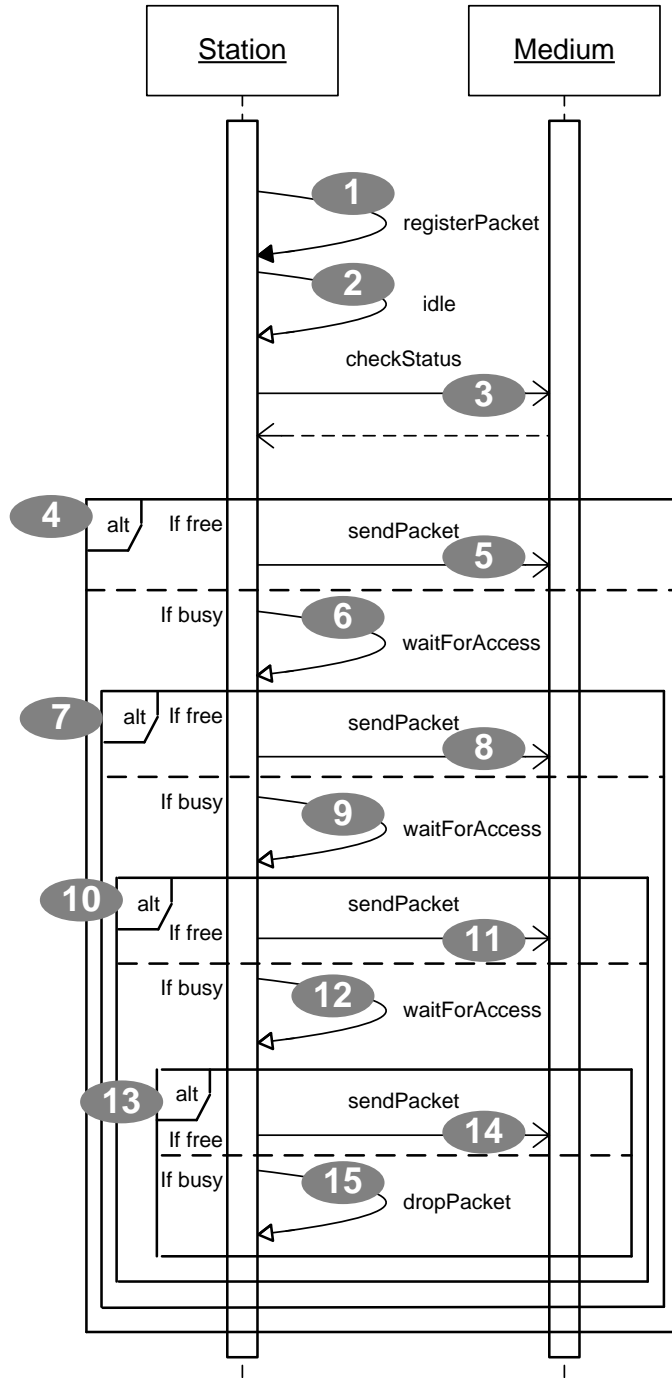 Station
Medium
1
registerPacket
2
idle
checkStatus
3
4
alt
If free
sendPacket
5
If busy
6
waitForAccess
7
alt
If free
sendPacket
8
If busy
9
waitForAccess
10
alt
sendPacket
If free
11
If busy
12
waitForAccess
13
alt
sendPacket
If free
14
If busy
15
dropPacket